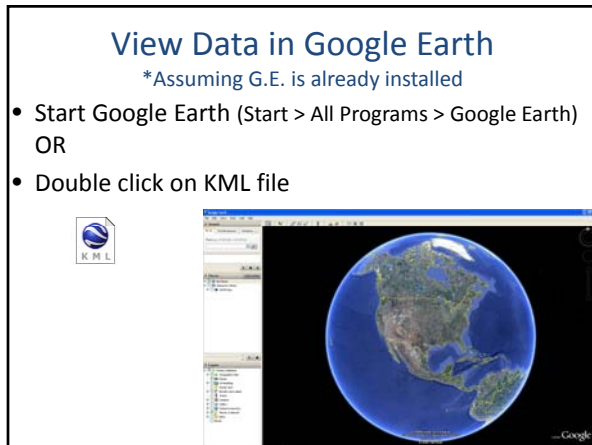 View Data in Google Earth
*Assuming G.E. is already installed
• Start Google Earth (Start > All Programs > Google Earth)
OR
• Double click on KML file
KML
Google